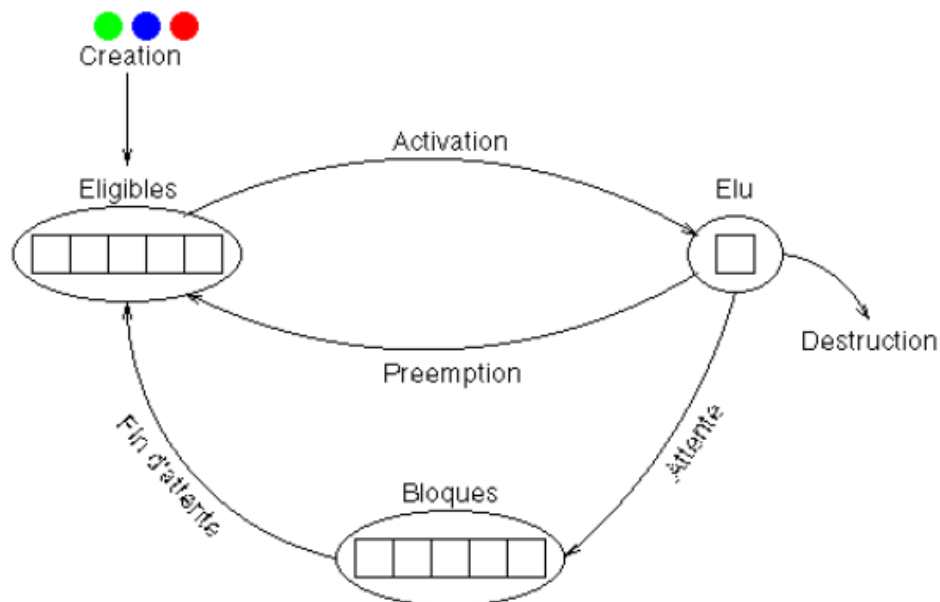 Creation
Activation
Eligibles
Elu
Destruction
Preemption
Fin d'attente
Attente
Bloques